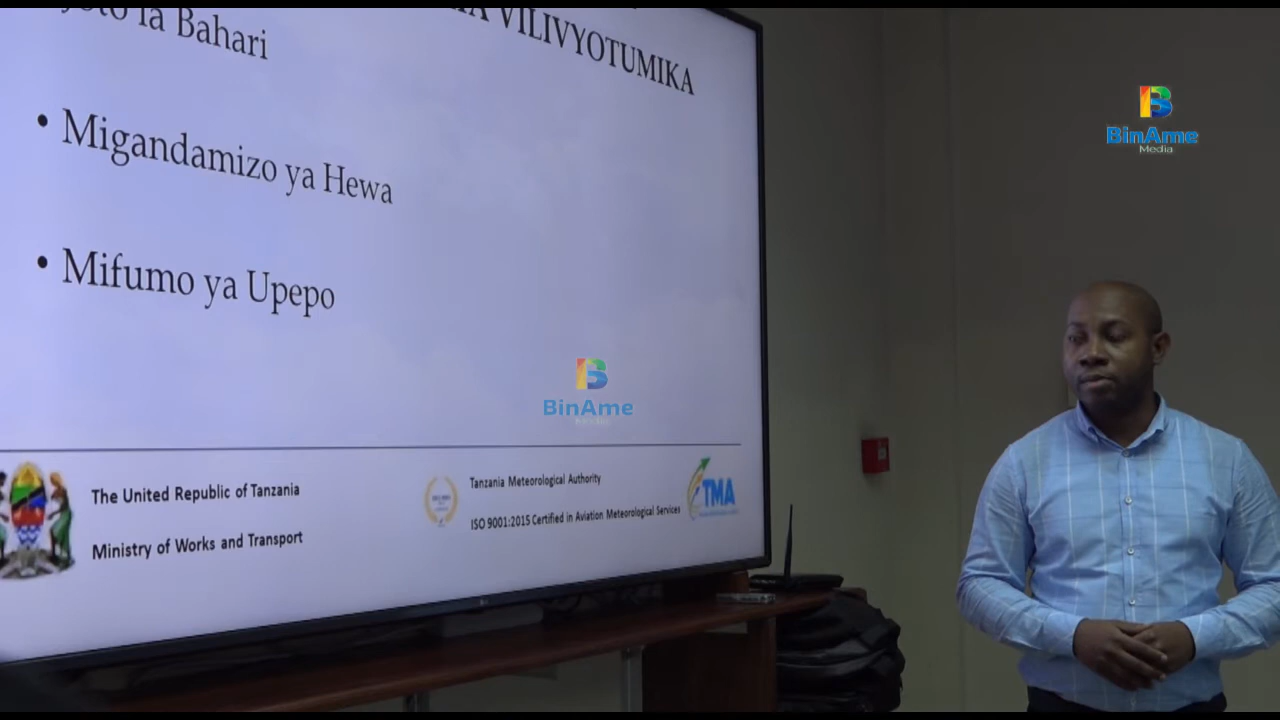 VILIVYOTUMIKA
la Bahari
• Migandamizo ya Hewa
• Mifumo ya Upepo
BinAme
Media
BinAme
The United Republic of Tanzania
Ministry of Works and Transport
Tanzania Meteorological Authority
ISO 9001:2015 Certified in Aviation Meteorological Services
TMA